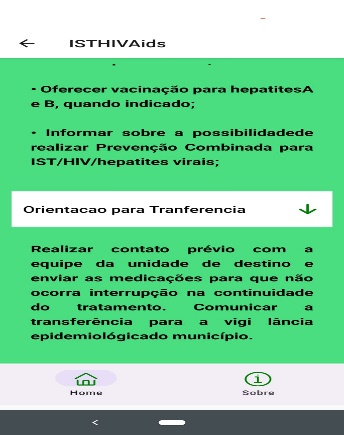 ISTHIVAids
• Oferecer vacinação para hepatitesA
e B, quando indicado;
• Informar sobre a possibilidadede
realizar Prevenção Combinada para
IST/HIV/hepatites virais;
Orientacao para Tranferencia
Realizar contato prévio com a
equipe da unidade de destino e
enviar as medicações para que não
ocorra interrupção na continuidade
do tratamento. Comunicar a
transferência para a vigi lância
epidemiológicado município.
Home
Sobre